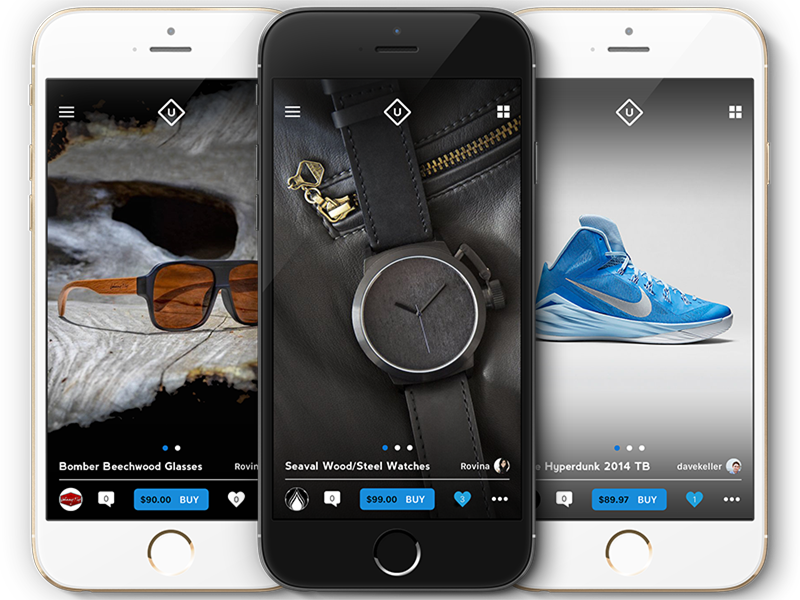 U
Bomber Beechwood Glasses
Rovin
0
$90.00 BUY
0
U
Seaval Wood/Steel Watches
Rovina
0
$99.00 BUY
3
U
Hyperdunk 2014 TB
davekeller
0
$89.97 BUY
1